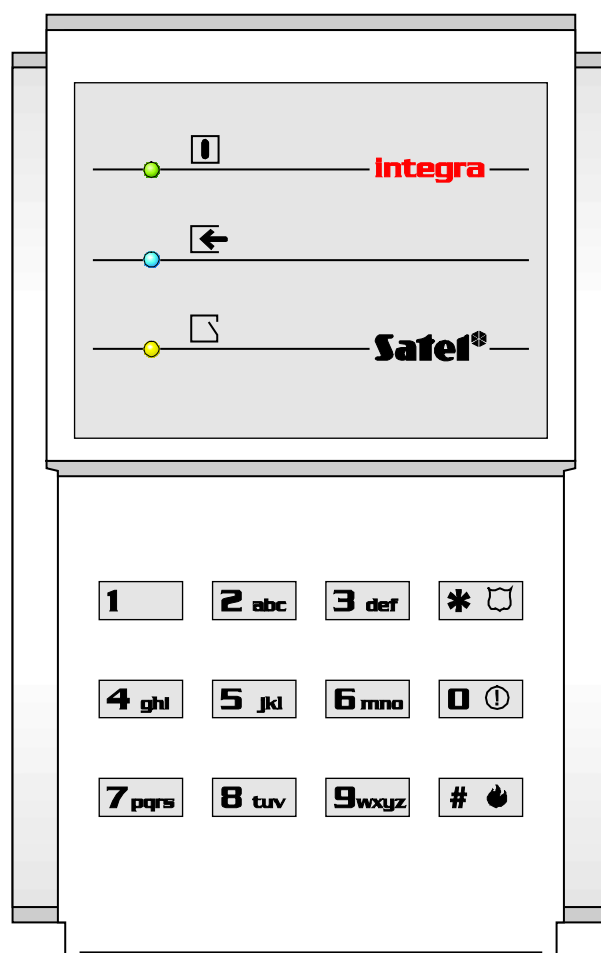 integra
Satel
1
2 abc
3 def
*
4 ghi
5 jkl
6 mno
0
7 pqrs
8 tuv
9 wxyz
#